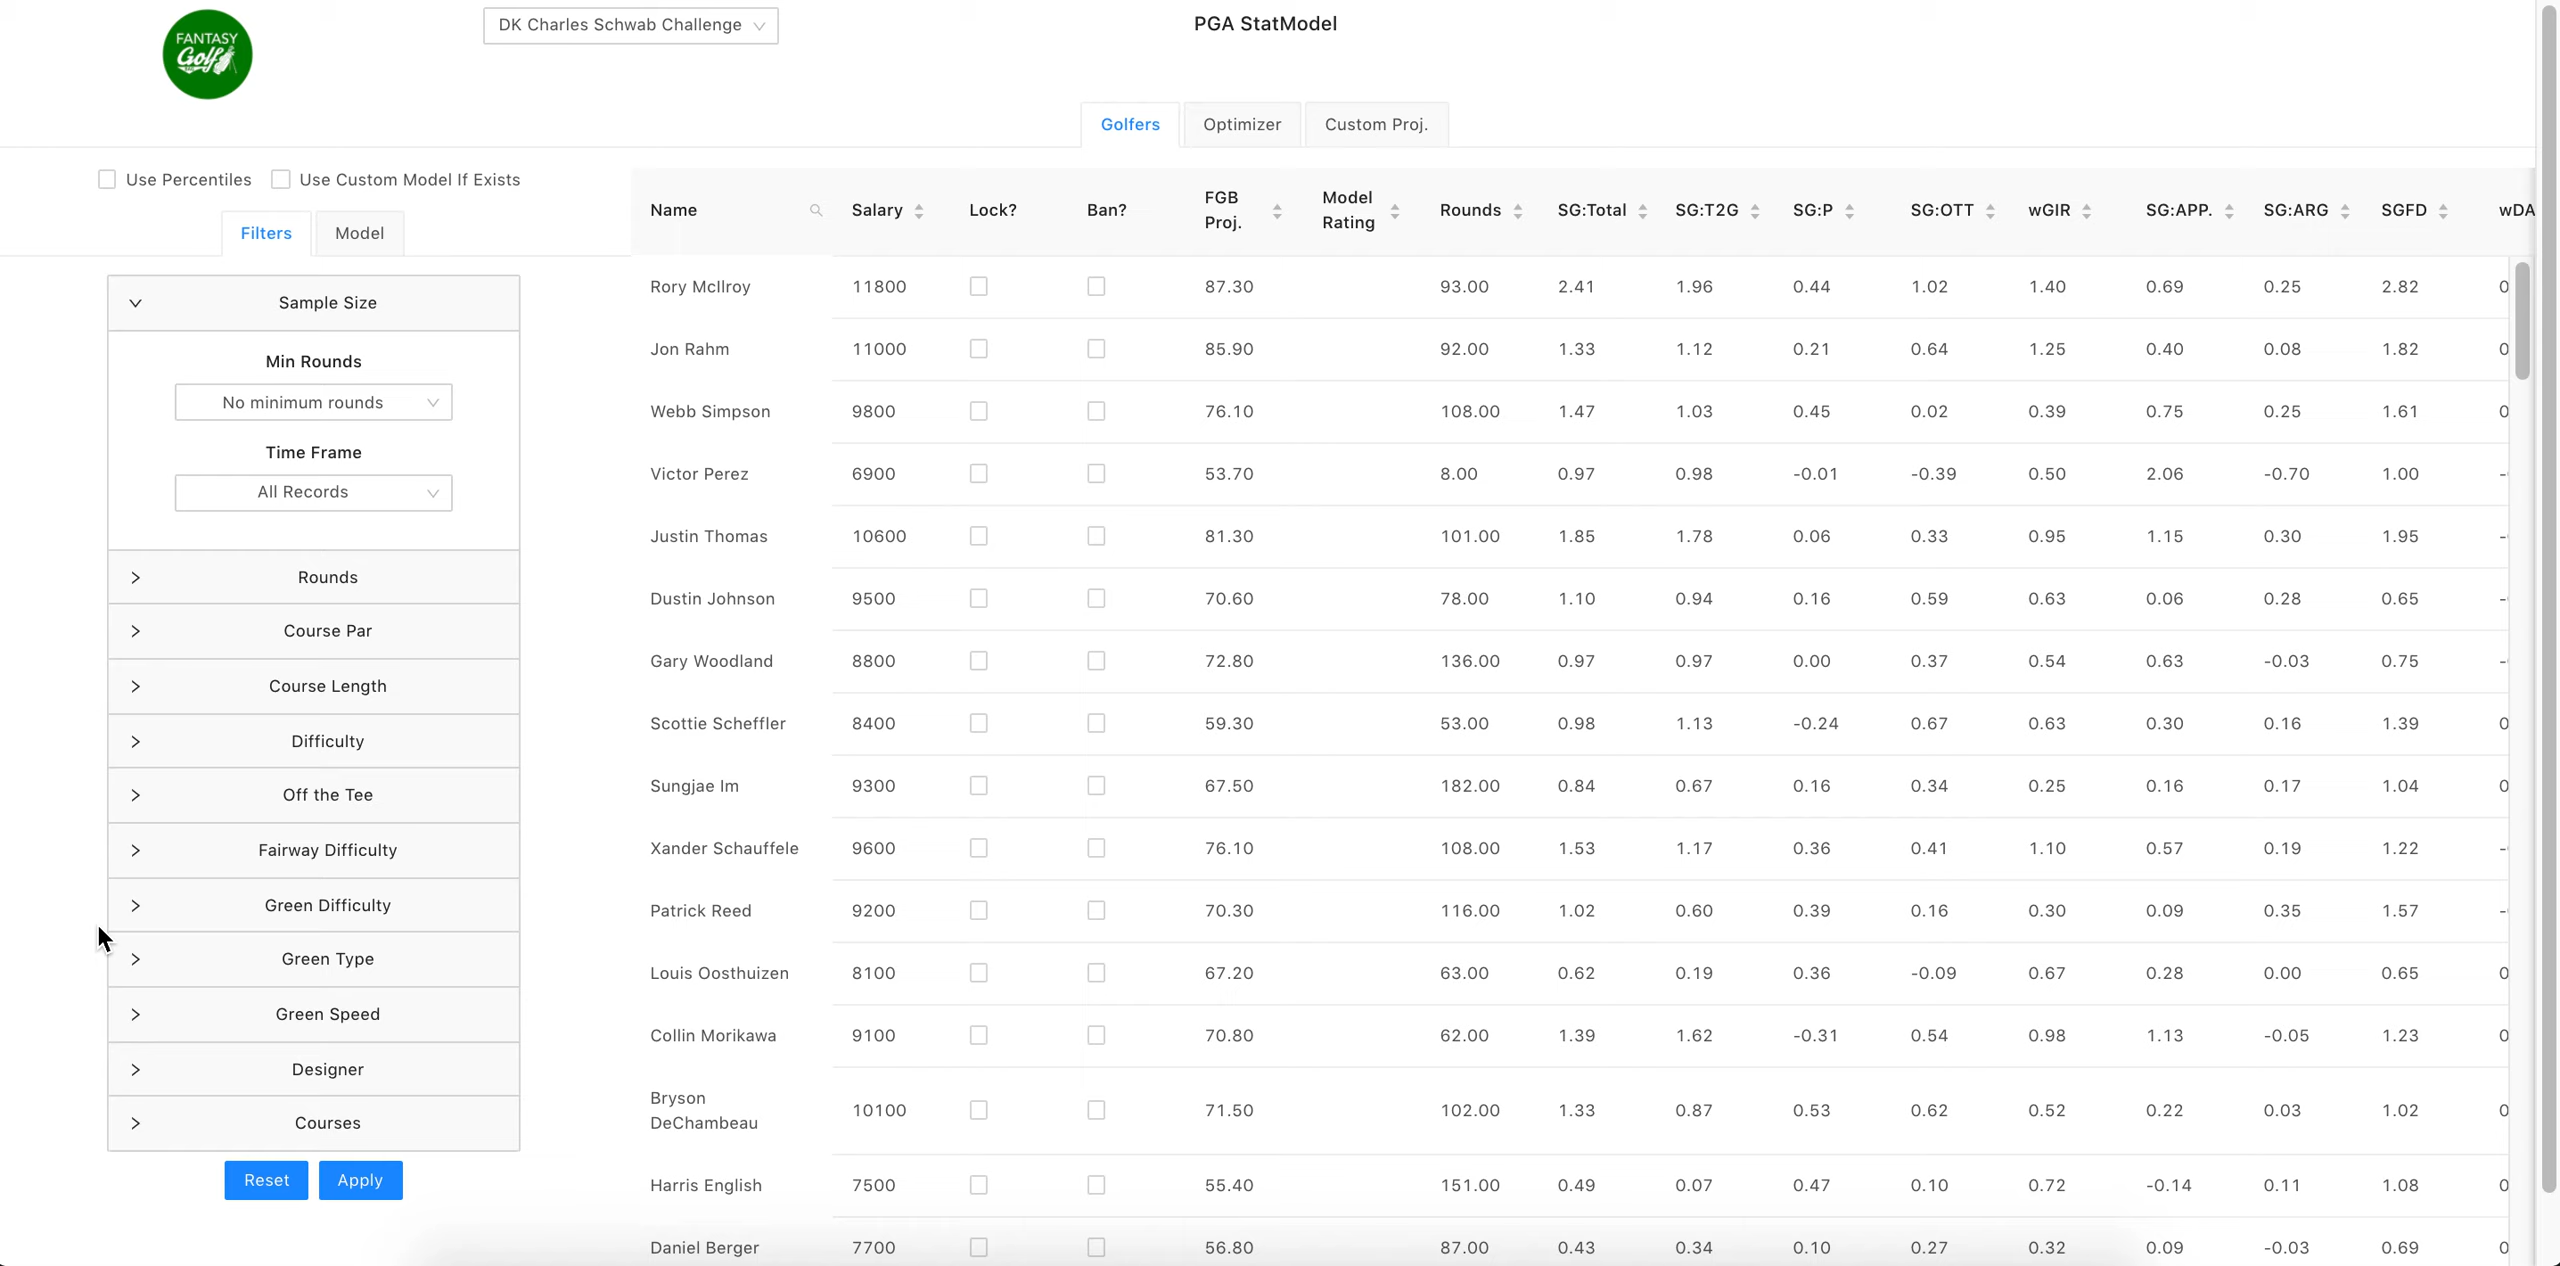 FANTASY
Golf
DK Charles Schwab Challenge
PGA StatModel
Golfers Optimizer Custom Proj.
Use Percentiles Use Custom Model If Exists
Filters Model
Sample Size
Min Rounds
No minimum rounds
Time Frame
All Records
Rounds
Course Par
Course Length
Difficulty
Off the Tee
Fairway Difficulty
Green Difficulty
Green Type
Green Speed
Designer
Courses
Reset Apply
Name Salary Lock? Ban? FGB Proj. Model Rating Rounds SG:Total SG:T2G SG:P SG:OTT wGIR SG:APP. SG:ARG SGFD wDA
Rory McIlroy 11800 87.30 93.00 2.41 1.96 0.44 1.02 1.40 0.69 0.25 2.82 0
Jon Rahm 11000 85.90 92.00 1.33 1.12 0.21 0.64 1.25 0.40 0.08 1.82 0
Webb Simpson 9800 76.10 108.00 1.47 1.03 0.45 0.02 0.39 0.75 0.25 1.61 0
Victor Perez 6900 53.70 8.00 0.97 0.98 -0.01 -0.39 0.50 2.06 -0.70 1.00 -
Justin Thomas 10600 81.30 101.00 1.85 1.78 0.06 0.33 0.95 1.15 0.30 1.95 -
Dustin Johnson 9500 70.60 78.00 1.10 0.94 0.16 0.59 0.63 0.06 0.28 0.65 -
Gary Woodland 8800 72.80 136.00 0.97 0.97 0.00 0.37 0.54 0.63 -0.03 0.75 -
Scottie Scheffler 8400 59.30 53.00 0.98 1.13 -0.24 0.67 0.63 0.30 0.16 1.39 0
Sungjae Im 9300 67.50 182.00 0.84 0.67 0.16 0.34 0.25 0.16 0.17 1.04 0
Xander Schauffele 9600 76.10 108.00 1.53 1.17 0.36 0.41 1.10 0.57 0.19 1.22 -
Patrick Reed 9200 70.30 116.00 1.02 0.60 0.39 0.16 0.30 0.09 0.35 1.57 -
Louis Oosthuizen 8100 67.20 63.00 0.62 0.19 0.36 -0.09 0.67 0.28 0.00 0.65 0
Collin Morikawa 9100 70.80 62.00 1.39 1.62 -0.31 0.54 0.98 1.13 -0.05 1.23 0
Bryson DeChambeau 10100 71.50 102.00 1.33 0.87 0.53 0.62 0.52 0.22 0.03 1.02 0
Harris English 7500 55.40 151.00 0.49 0.07 0.47 0.10 0.72 -0.14 0.11 1.08 0
Daniel Berger 7700 56.80 87.00 0.43 0.34 0.10 0.27 0.32 0.09 -0.03 0.69 0